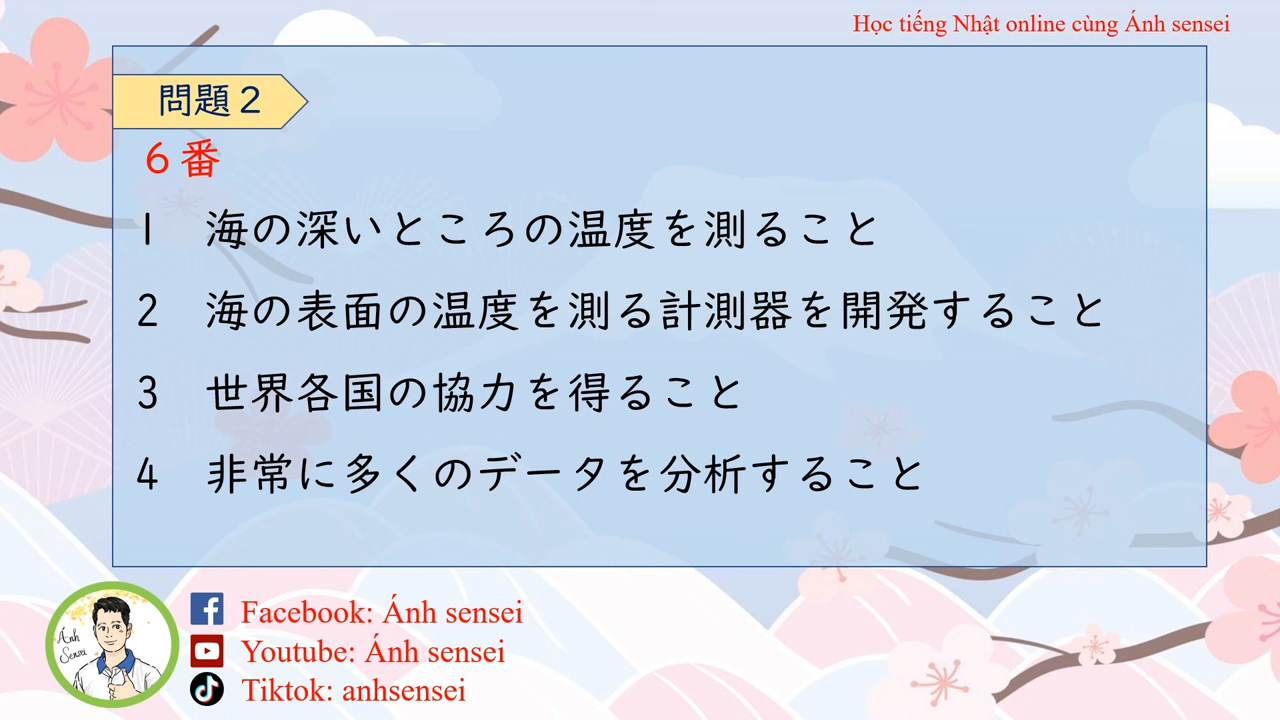 Học tiếng Nhật online cùng Ánh sensei
問題２
６番
1　海の深いところの温度を測ること
2　海の表面の温度を測る計測器を開発すること
3　世界各国の協力を得ること
4　非常に多くのデータを分析すること
Ánh
Sensei
Facebook: Ánh sensei
Youtube: Ánh sensei
Tiktok: anhsensei